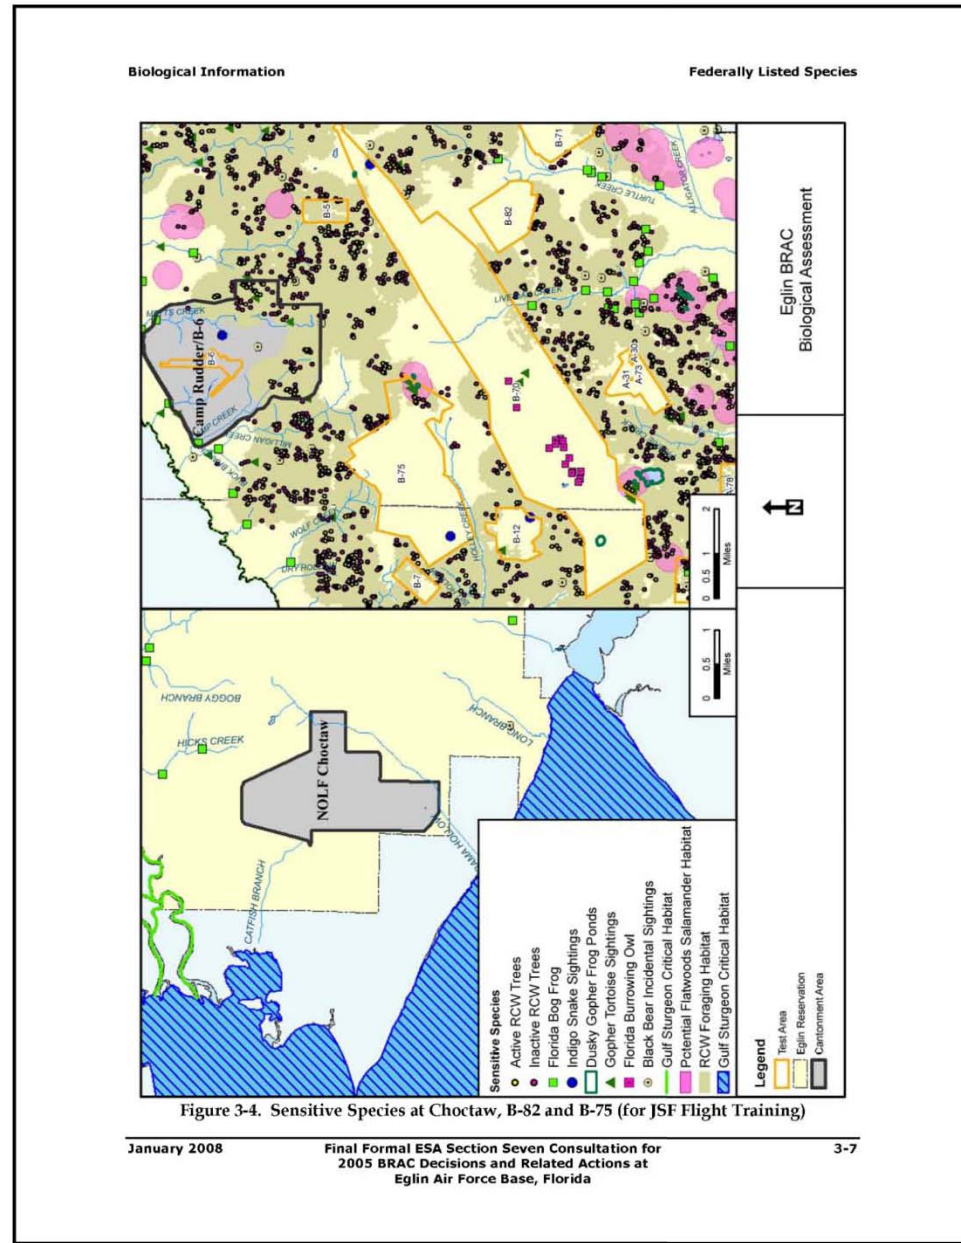 Biological Information
Federally Listed Species
B-71
B-5
B-82
TURTLE CREEK
ALLIGATOR CREEK
Camp Rudder/B-6
B-6
MILLIGAN CREEK
B-75
B-70
A-31
A-73
A-30
WOLF
HOLLEY CREEK
B-12
B-7
A-78
0 0.5 1 2
Miles
BOGGY BRANCH
HICKS CREEK
NOLF Choctaw
LONG BRANCH
CATFISH BRANCH
0 0.5 1
Miles
Eglin BRAC
Biological Assessment
N
Sensitive Species
Active RCW Trees
Inactive RCW Trees
Florida Bog Frog
Indigo Snake Sightings
Dusky Gopher Frog Ponds
Gopher Tortoise Sightings
Florida Burrowing Owl
Black Bear Incidental Sightings
Gulf Sturgeon Critical Habitat
Potential Flatwoods Salamander Habitat
RCW Foraging Habitat
Gulf Sturgeon Critical Habitat
Legend
Test Area
Eglin Reservation
Cantonment Area
Figure 3-4. Sensitive Species at Choctaw, B-82 and B-75 (for JSF Flight Training)
January 2008
Final Formal ESA Section Seven Consultation for
2005 BRAC Decisions and Related Actions at
Eglin Air Force Base, Florida
3-7